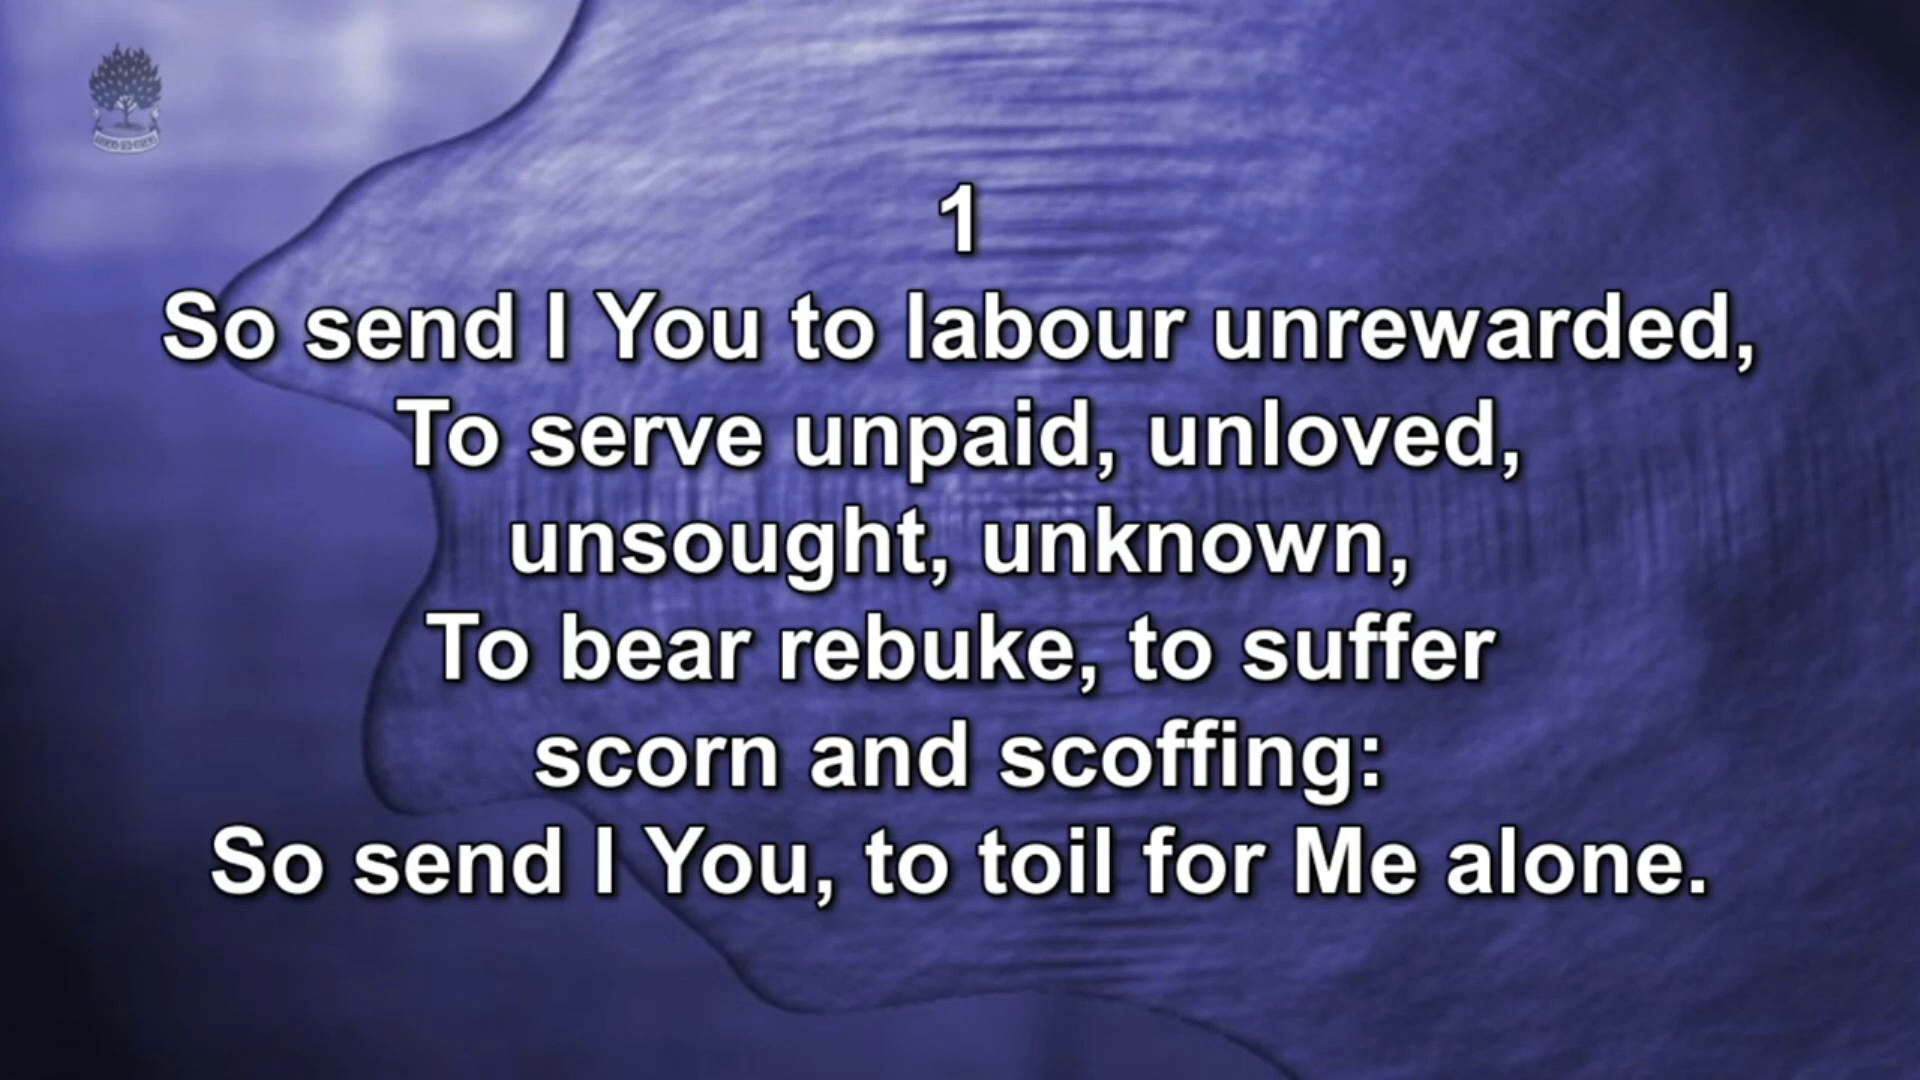 1
So send I You to labour unrewarded,
To serve unpaid, unloved,
unsought, unknown,
To bear rebuke, to suffer
scorn and scoffing:
So send I You, to toil for Me alone.